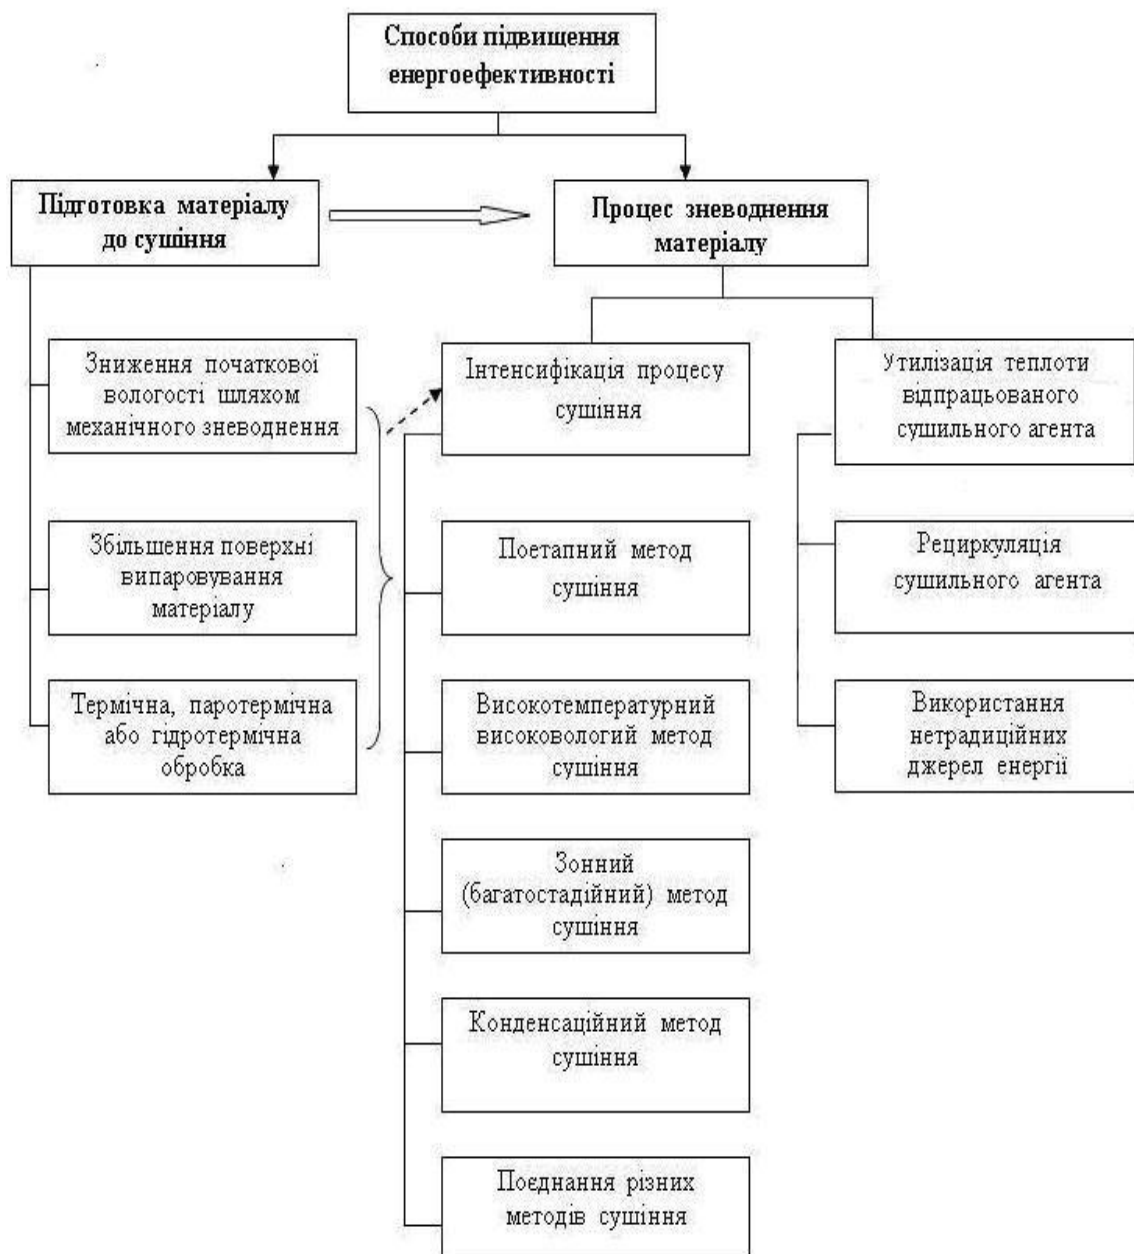 Способи підвищення
енергоефективності
Підготовка матеріалу
до сушіння
Процес зневоднення
матеріалу
Зниження початкової
вологості шляхом
механічного зневоднення
Збільшення поверхні
випаровування
матеріалу
Термічна, паротермічна
або гідротермічна
обробка
Інтенсифікація процесу
сушіння
Поетапний метод
сушіння
Високотемпературний
високовологий метод
сушіння
Зонний
(багатостадійний) метод
сушіння
Конденсаційний метод
сушіння
Поєднання різних
методів сушіння
Утилізація теплоти
відпрацьованого
сушильного агента
Рециркуляція
сушильного агента
Використання
нетрадиційних
джерел енергії